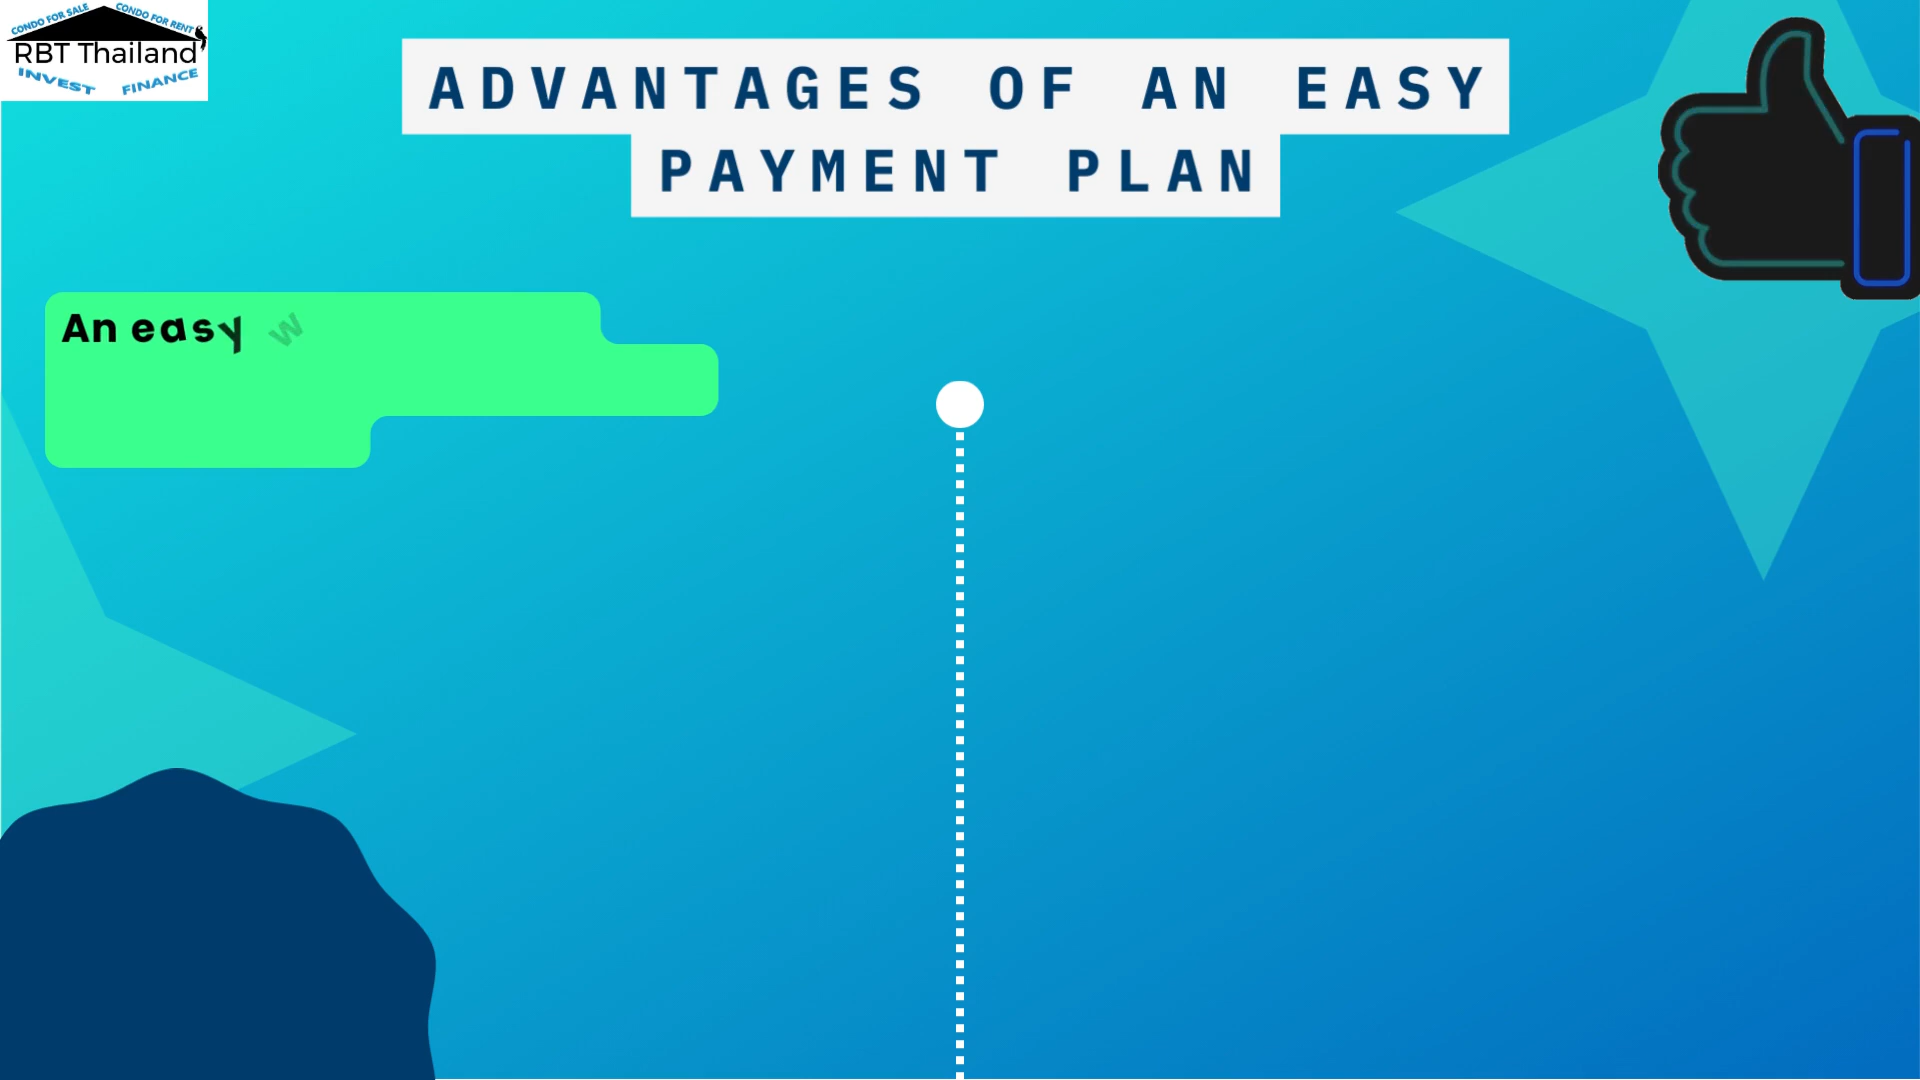 CONDO FOR SALE
CONDO FOR RENT
RBT Thailand
INVEST
FINANCE
ADVANTAGES OF AN EASY
PAYMENT PLAN
An easy w